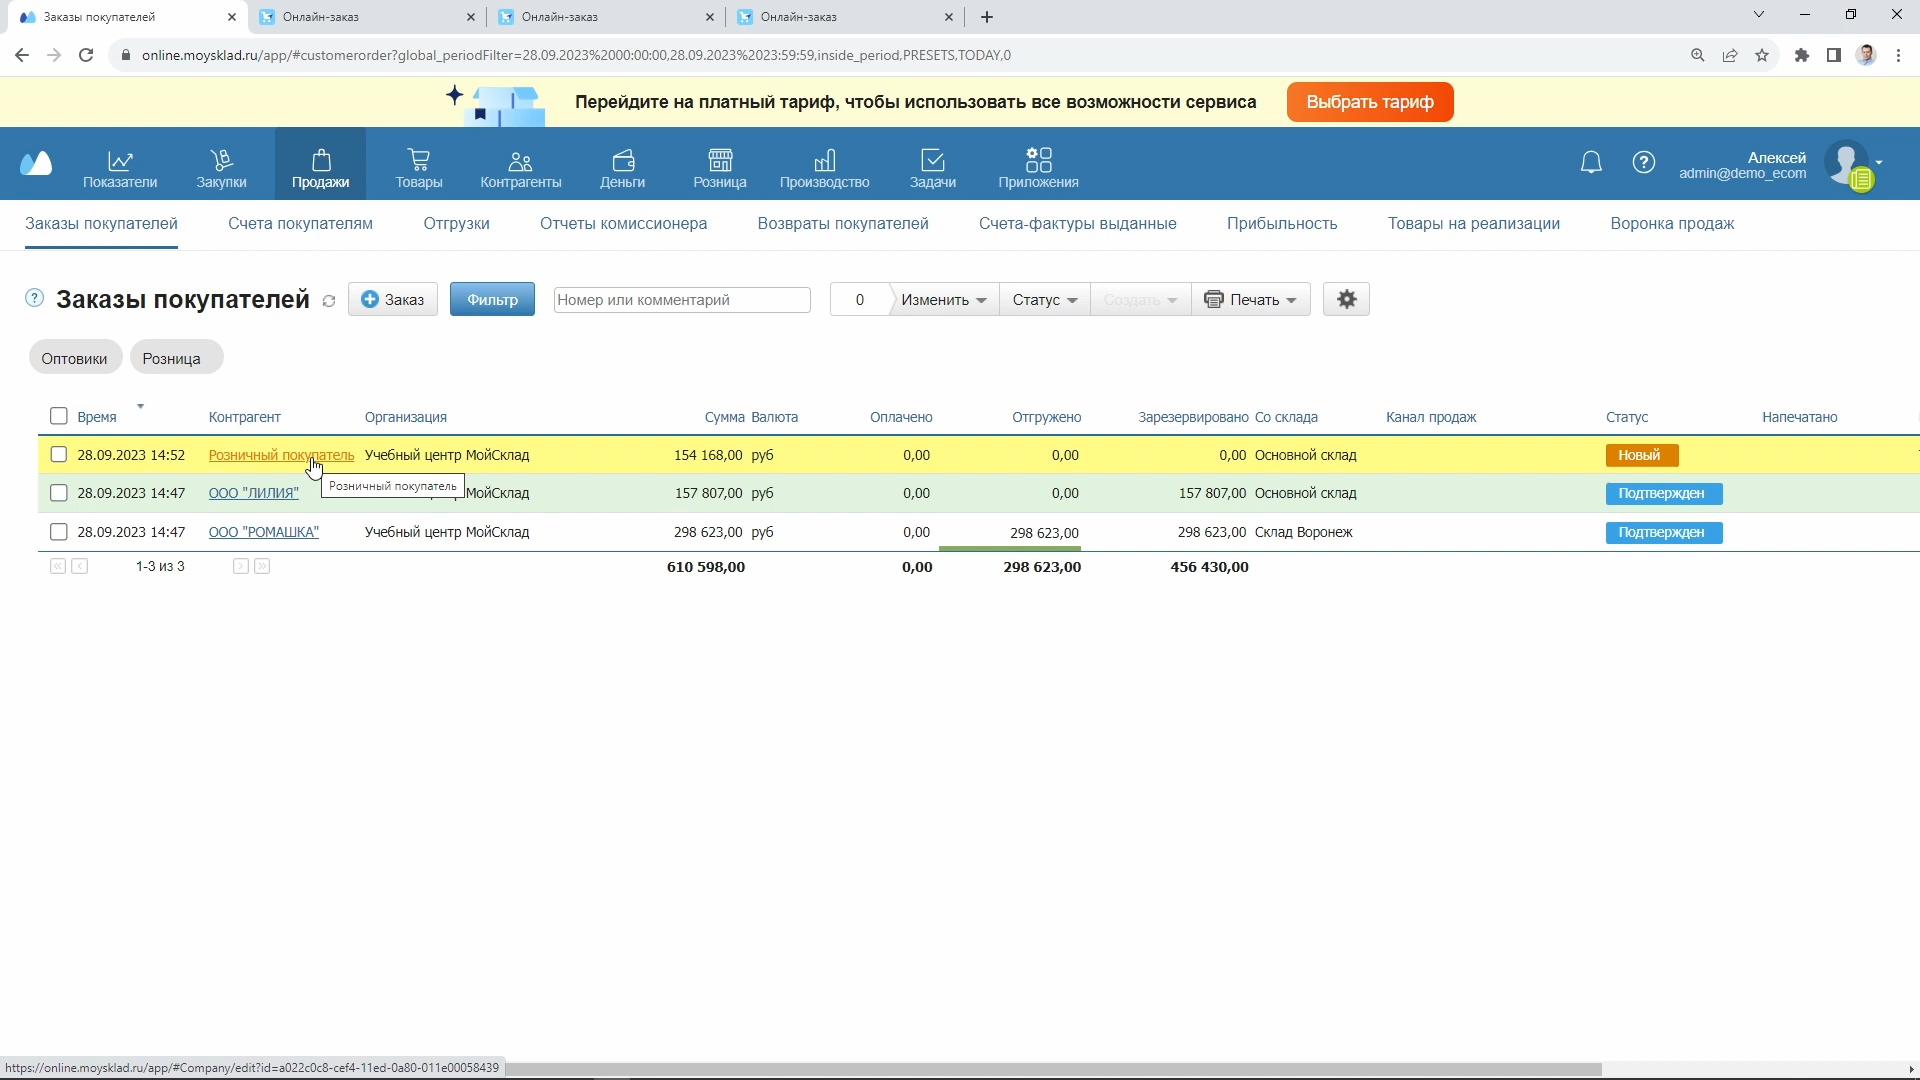 Заказы покупателей
Онлайн-заказ
Онлайн-заказ
Онлайн-заказ
online.moysklad.ru/app/#customerorder?global_periodFilter=28.09.2023%2000:00:00,28.09.2023%2023:59:59,inside_period,PRESETS,TODAY,0
Перейдите на платный тариф, чтобы использовать все возможности сервиса
Выбрать тариф
Показатели
Закупки
Продажи
Товары
Контрагенты
Деньги
Розница
Производство
Задачи
Приложения
Алексей
admin@demo_ecom
Заказы покупателей
Счета покупателям
Отгрузки
Отчеты комиссионера
Возвраты покупателей
Счета-фактуры выданные
Прибыльность
Товары на реализации
Воронка продаж
Заказы покупателей
Заказ
Фильтр
Номер или комментарий
0
Изменить
Статус
Создать
Печать
Оптовики
Розница
Время Контрагент Организация Сумма Валюта Оплачено Отгружено Зарезервировано Со склада Канал продаж Статус Напечатано
28.09.2023 14:52 Розничный покупатель Учебный центр МойСклад 154 168,00 руб 0,00 0,00 0,00 Основной склад Новый
Розничный покупатель
28.09.2023 14:47 ООО "ЛИЛИЯ" МойСклад 157 807,00 руб 0,00 0,00 157 807,00 Основной склад Подтвержден
28.09.2023 14:47 ООО "РОМАШКА" Учебный центр МойСклад 298 623,00 руб 0,00 298 623,00 298 623,00 Склад Воронеж Подтвержден
1-3 из 3 610 598,00 0,00 298 623,00 456 430,00
https://online.moysklad.ru/app/#Company/edit?id=a022c0c8-cef4-11ed-0a80-011e00058439